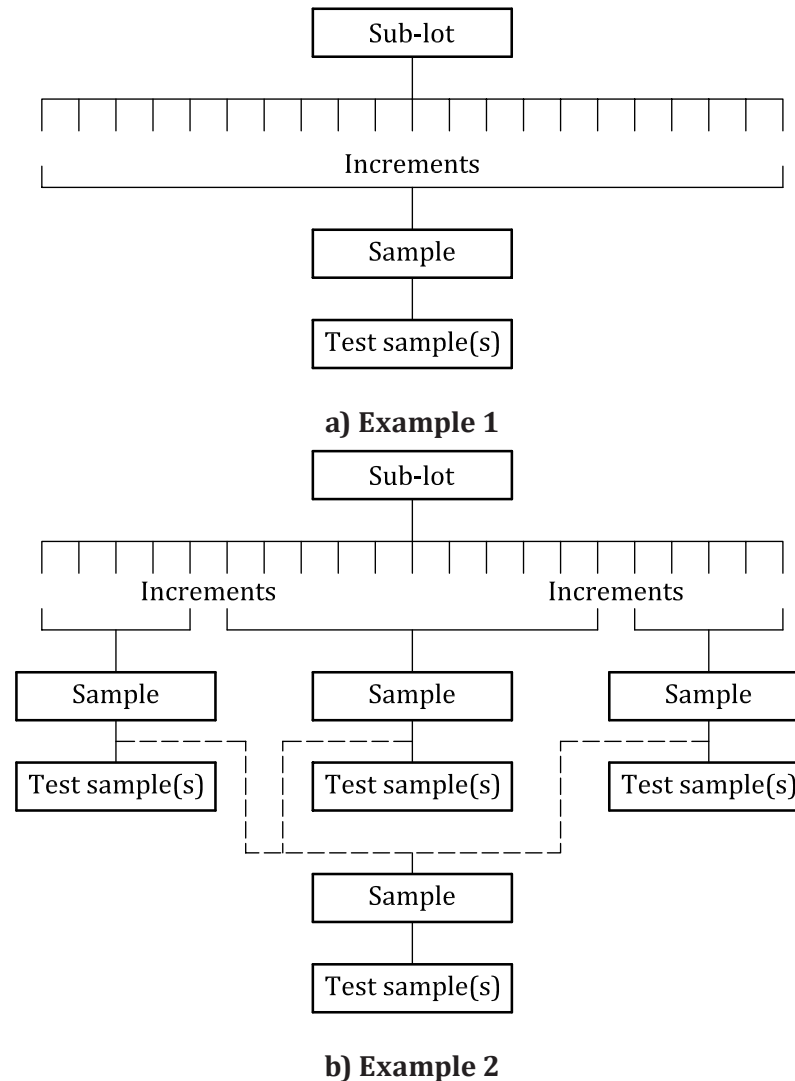 Sub-lot
Increments
Sample
Test sample(s)
a) Example 1
Sub-lot
Increments Increments
Sample Sample Sample
Test sample(s) Test sample(s) Test sample(s)
Sample
Test sample(s)
b) Example 2